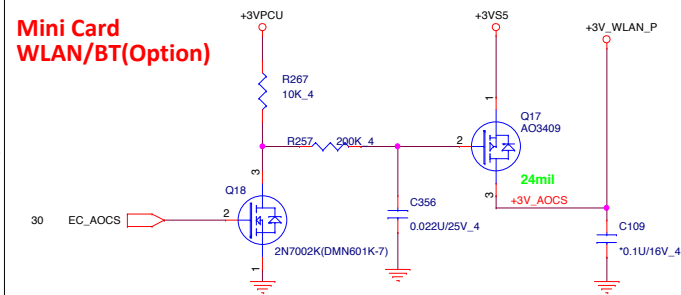 Mini Card
WLAN/BT(Option)
+3VPCU
+3VS5
+3V_WLAN_P
R267
10K_4
1
Q17
AO3409
R257
200K_4
2
3
24mil
+3V_AOCS
3
Q18
2
1
30
EC_AOCS
2N7002K(DMN601K-7)
C356
0.022U/25V_4
C109
*0.1U/16V_4